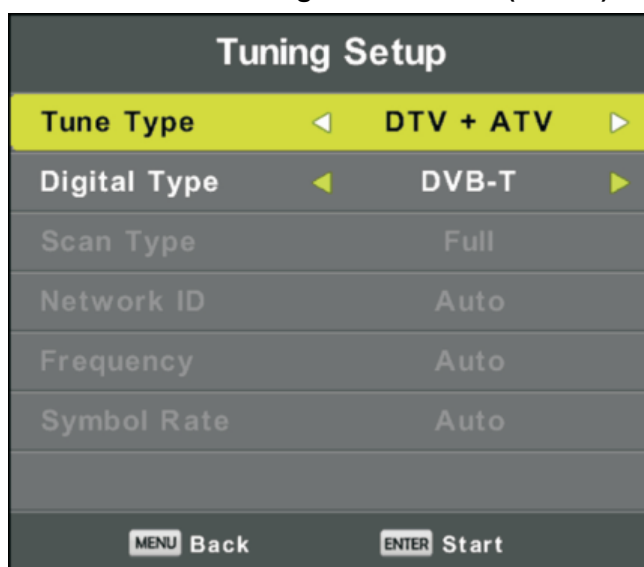 Tuning Setup
Tune Type DTV + ATV
Digital Type DVB-T
Scan Type Full
Network ID Auto
Frequency Auto
Symbol Rate Auto
MENU Back ENTER Start